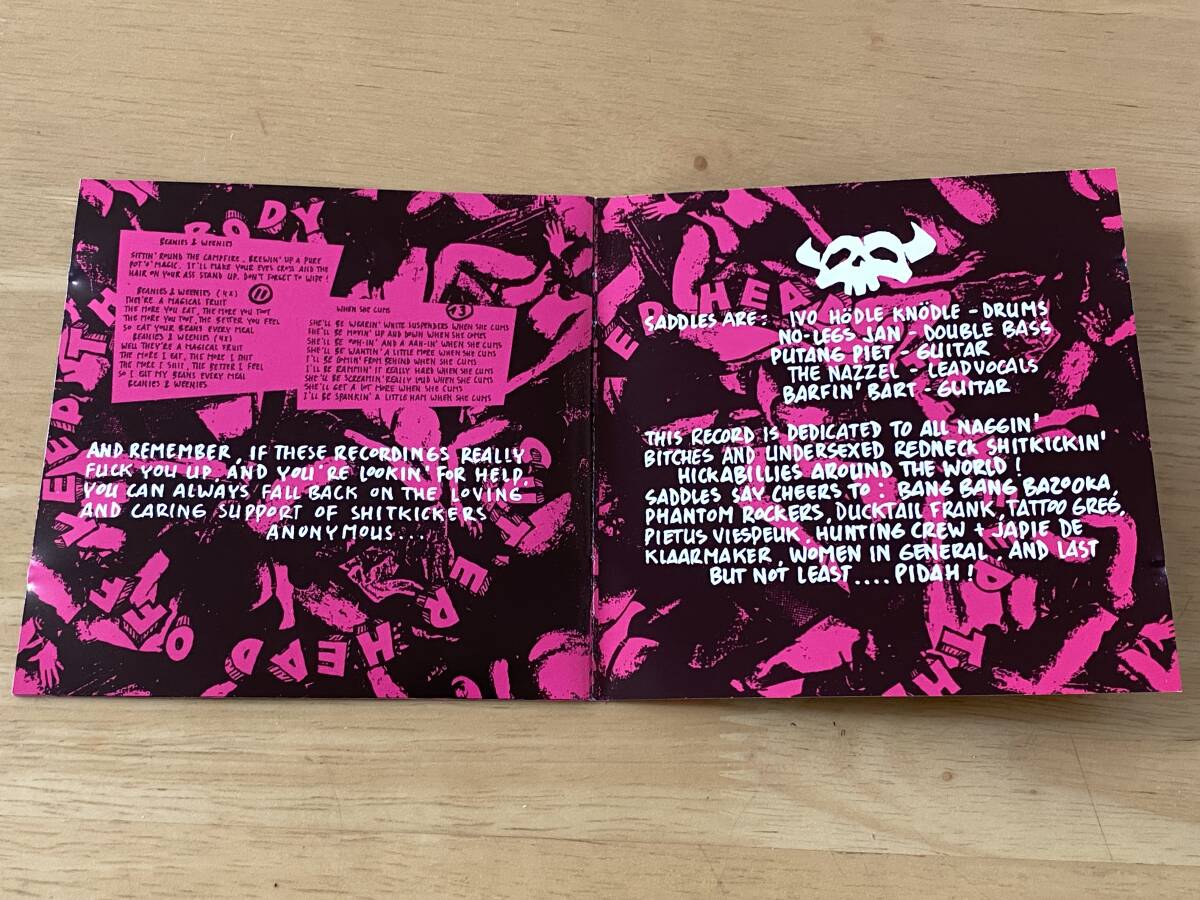 BEANIES & WEENIES
SITTIN' ROUND THE CAMPFIRE, BREWIN' UP A PURE
POT 'O' MAGIC. IT'LL MAKE YOUR EYES CROSS AND THE
HAIR ON YOUR ASS STAND UP. DON'T FORGET TO WIPE!
BEANIES & WEENIES (4X)
THEY'RE A MAGICAL FRUIT
THE MORE YOU EAT, THE MORE YOU TOOT
THE MORE YOU TOOT, THE BETTER YOU FEEL
SO EAT YOUR BEANS EVERY MEAL
BEANIES & WEENIES (4X)
WELL THEY'RE A MAGICAL FRUIT
THE MORE I EAT, THE MORE I SHIT
THE MORE I SHIT, THE BETTER I FEEL
SO I EAT MY BEANS EVERY MEAL
BEANIES & WEENIES
11
WHEN SHE CUMS
13
SHE'LL BE WEARIN' WHITE SUSPENDERS WHEN SHE CUMS
SHE'LL BE MOVIN' UP AND DOWN WHEN SHE COMES
SHE'LL BE OOH-IN' AND A AAH-IN' WHEN SHE CUMS
SHE'LL BE WANTIN' A LITTLE MORE WHEN SHE CUMS
I'LL BE COMIN' FROM BEHIND WHEN SHE CUMS
I'LL BE RAMMIN' IT REALLY HARD WHEN SHE CUMS
SHE'LL BE SCREAMIN' REALLY LOUD WHEN SHE CUMS
SHE'LL GET A LOT MORE WHEN SHE CUMS
I'LL BE SPANKIN' A LITTLE HAM WHEN SHE CUMS
AND REMEMBER, IF THESE RECORDINGS REALLY
FUCK YOU UP, AND YOU'RE LOOKIN' FOR HELP,
YOU CAN ALWAYS FALL BACK ON THE LOVING
AND CARING SUPPORT OF SHITKICKERS
ANONYMOUS...
SADDLES ARE: IVO HÖDLE KNÖDLE - DRUMS
NO-LEGS JAN - DOUBLE BASS
PUTANG PIET - GUITAR
THE NAZZEL - LEADVOCALS
BARFIN' BART - GUITAR
THIS RECORD IS DEDICATED TO ALL NAGGIN'
BITCHES AND UNDERSEXED REDNECK SHITKICKIN'
HICKABILLIES AROUND THE WORLD!
SADDLES SAY CHEERS TO: BANG BANG BAZOOKA,
PHANTOM ROCKERS, DUCKTAIL FRANK, TATTOO GREG,
PIETUS VIESPEUK, HUNTING CREW + JAPIE DE
KLAARMAKER, WOMEN IN GENERAL, AND LAST
BUT NOT LEAST.... PIDAH!